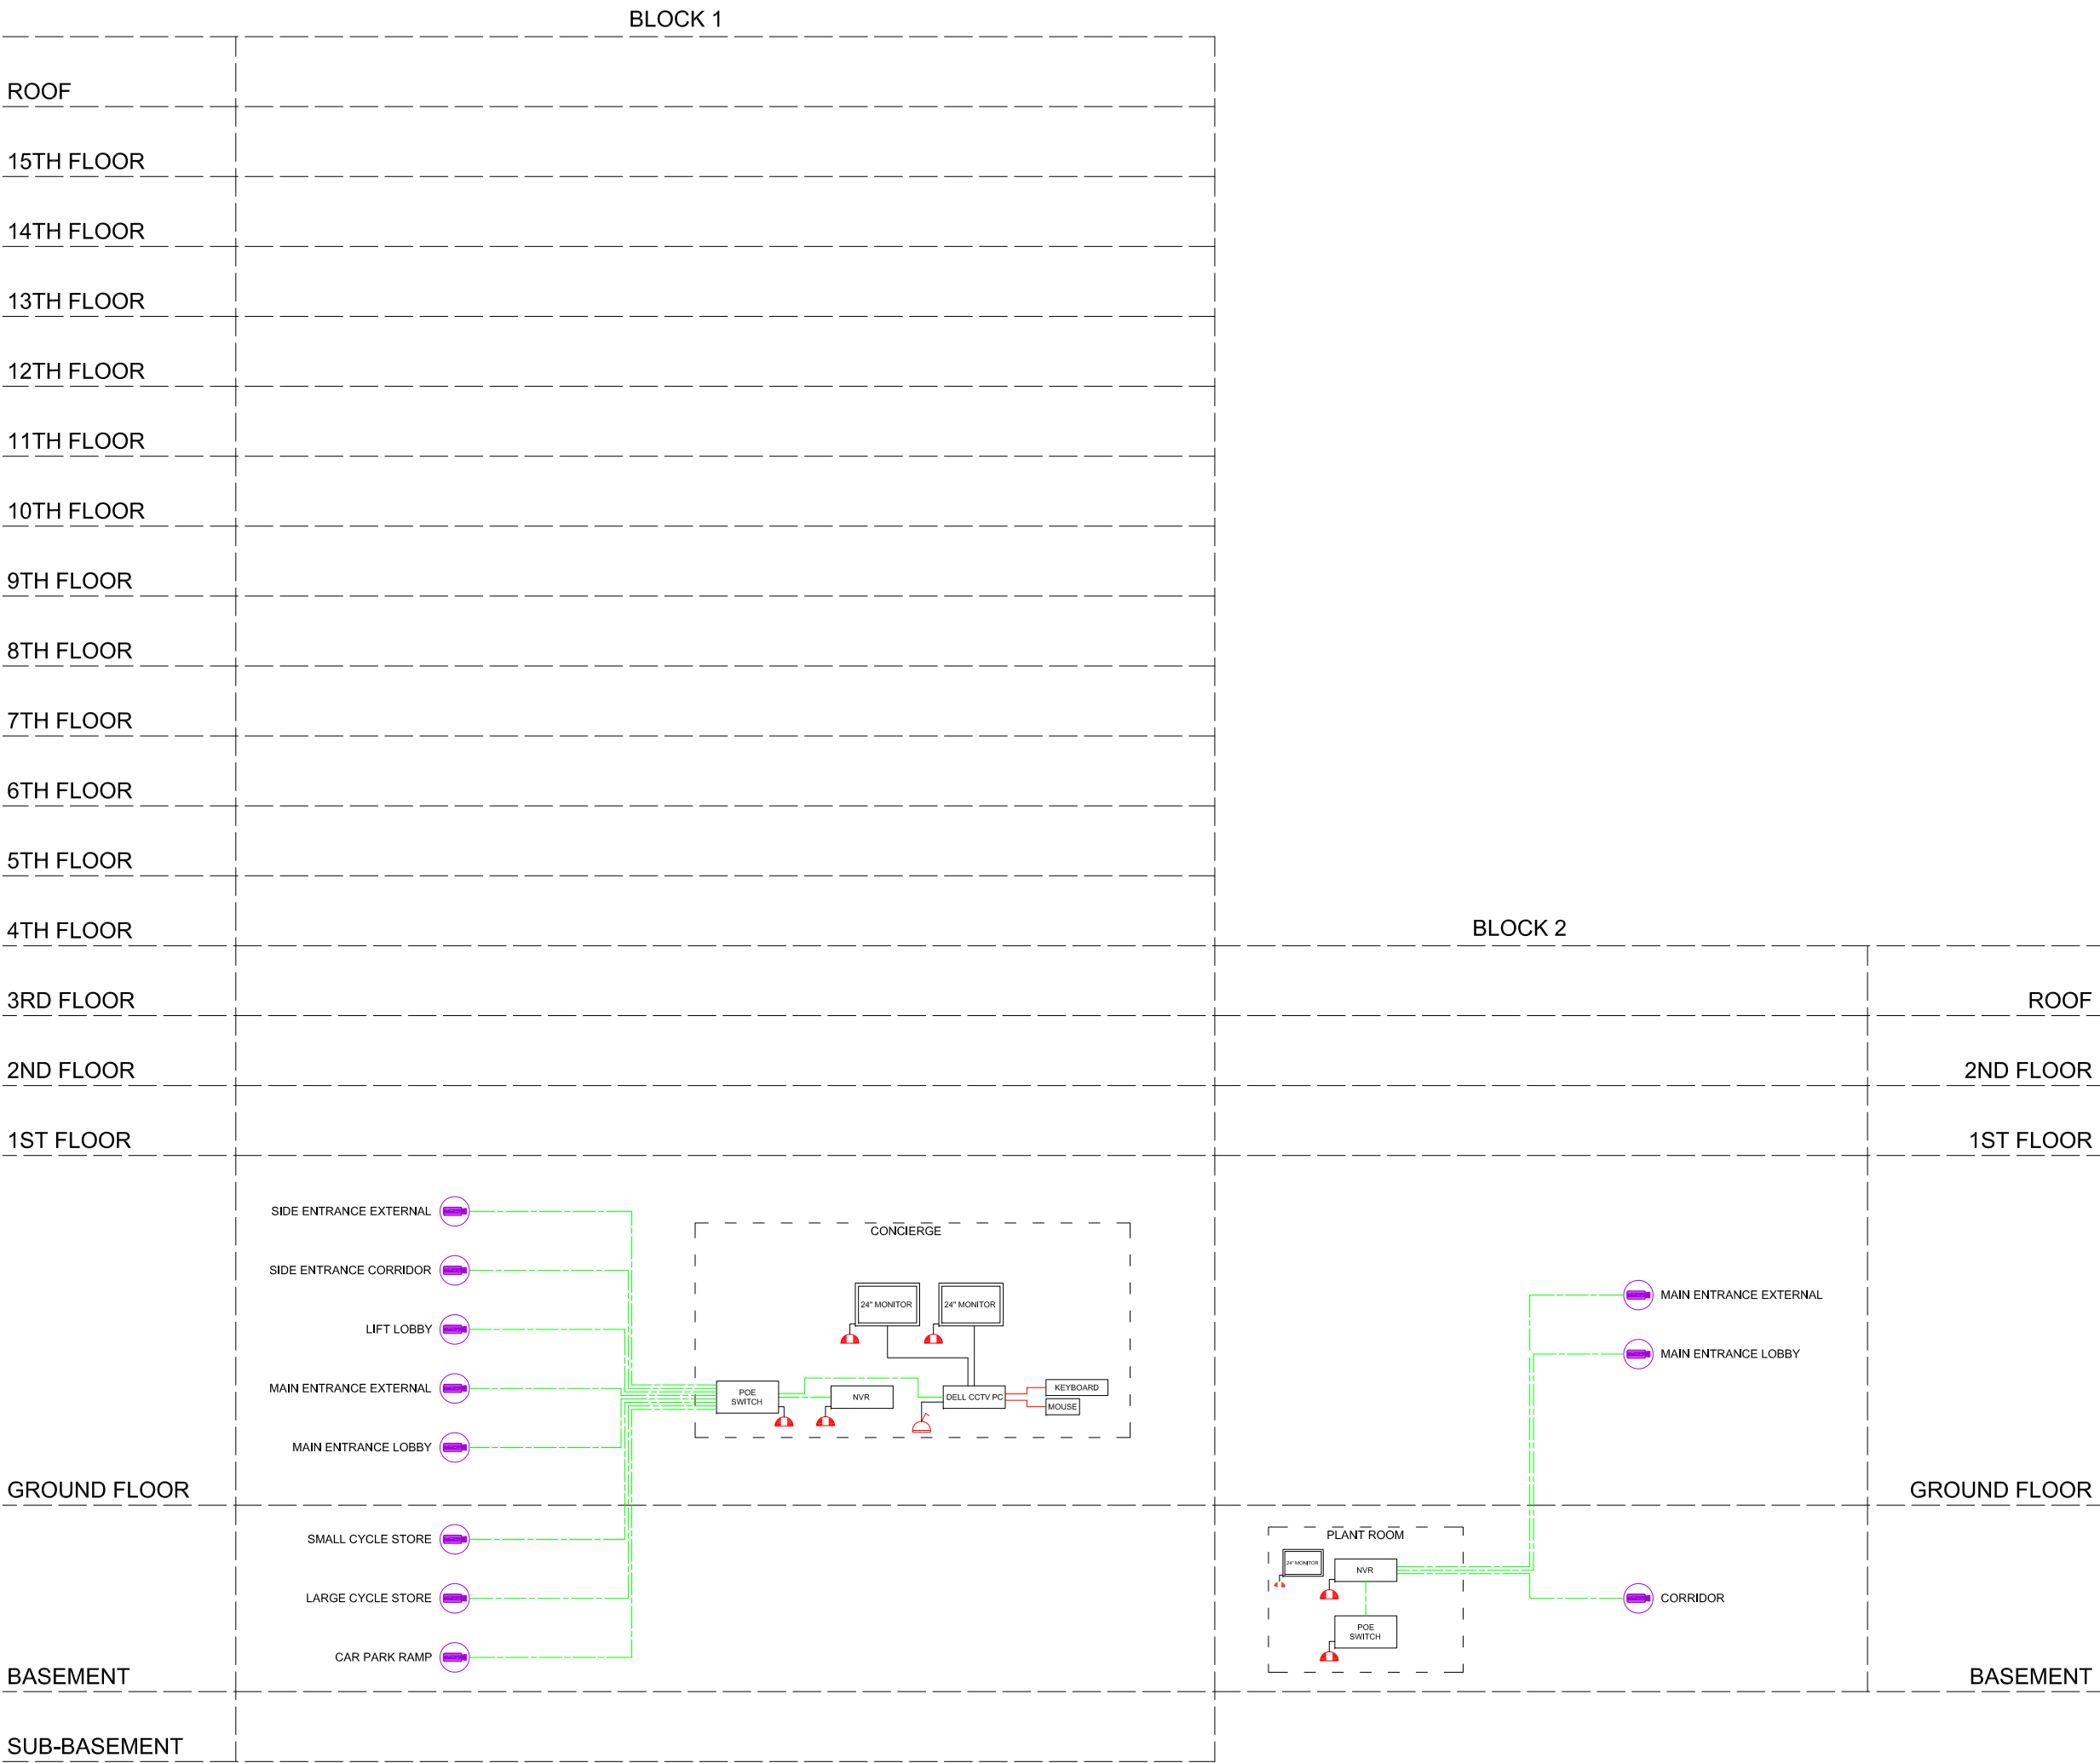 BLOCK 1
ROOF
15TH FLOOR
14TH FLOOR
13TH FLOOR
12TH FLOOR
11TH FLOOR
10TH FLOOR
9TH FLOOR
8TH FLOOR
7TH FLOOR
6TH FLOOR
5TH FLOOR
4TH FLOOR
BLOCK 2
3RD FLOOR
ROOF
2ND FLOOR
2ND FLOOR
1ST FLOOR
1ST FLOOR
SIDE ENTRANCE EXTERNAL
SIDE ENTRANCE CORRIDOR
LIFT LOBBY
MAIN ENTRANCE EXTERNAL
MAIN ENTRANCE LOBBY
CONCIERGE
24" MONITOR
24" MONITOR
POE
SWITCH
NVR
DELL CCTV PC
KEYBOARD
MOUSE
MAIN ENTRANCE EXTERNAL
MAIN ENTRANCE LOBBY
GROUND FLOOR
GROUND FLOOR
SMALL CYCLE STORE
LARGE CYCLE STORE
CAR PARK RAMP
PLANT ROOM
24" MONITOR
NVR
POE
SWITCH
CORRIDOR
BASEMENT
BASEMENT
SUB-BASEMENT